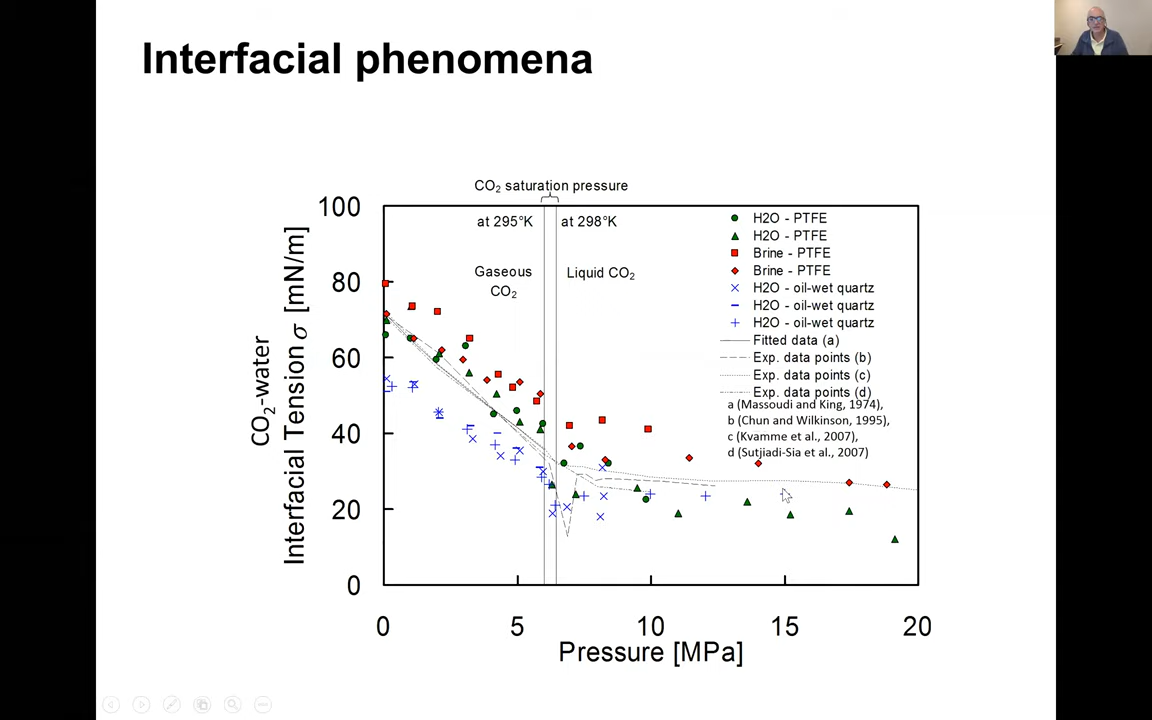 Interfacial phenomena
CO₂ saturation pressure
at 295°K
at 298°K
Gaseous
CO₂
Liquid CO₂
H2O - PTFE
H2O - PTFE
Brine - PTFE
Brine - PTFE
H2O - oil-wet quartz
H2O - oil-wet quartz
H2O - oil-wet quartz
Fitted data (a)
Exp. data points (b)
Exp. data points (c)
Exp. data points (d)
a (Massoudi and King, 1974),
b (Chun and Wilkinson, 1995),
c (Kvamme et al., 2007),
d (Sutjiadi-Sia et al., 2007)
CO₂-water
Interfacial Tension σ [mN/m]
100
80
60
40
20
0
0 5 10 15 20
Pressure [MPa]